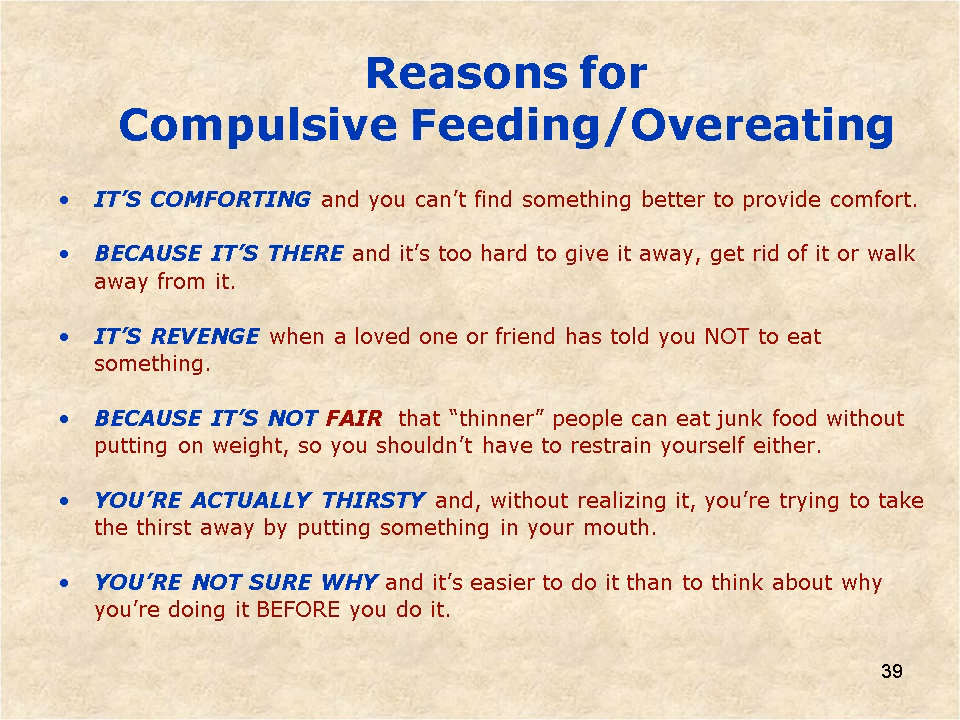 Reasons for
Compulsive Feeding/Overeating
• IT’S COMFORTING and you can’t find something better to provide comfort.
• BECAUSE IT’S THERE and it’s too hard to give it away, get rid of it or walk
away from it.
• IT’S REVENGE when a loved one or friend has told you NOT to eat
something.
• BECAUSE IT’S NOT FAIR that “thinner” people can eat junk food without
putting on weight, so you shouldn’t have to restrain yourself either.
• YOU’RE ACTUALLY THIRSTY and, without realizing it, you’re trying to take
the thirst away by putting something in your mouth.
• YOU’RE NOT SURE WHY and it’s easier to do it than to think about why
you’re doing it BEFORE you do it.
39